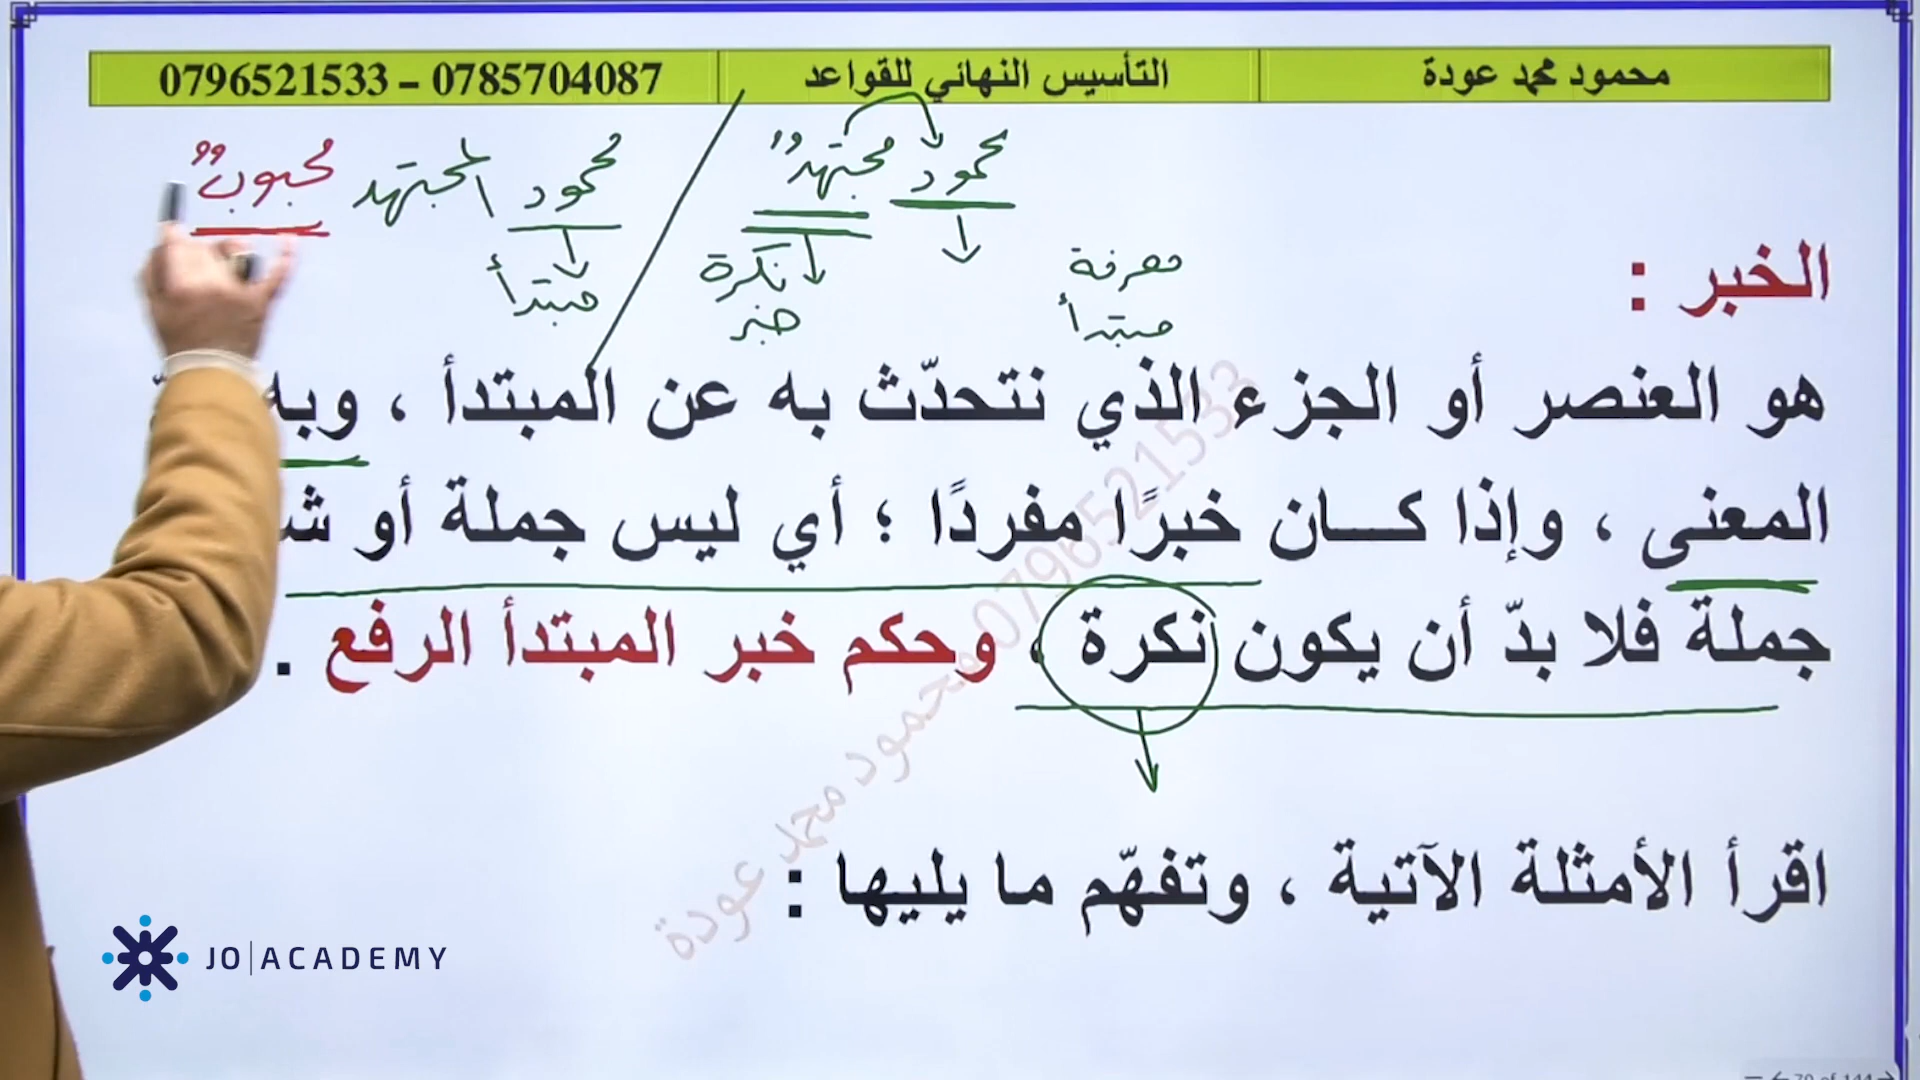 محمود محمد عودة
التأسيس النهائي للقواعد
0796521533 – 0785704087
محمود مجتهدٌ
معرفة
مبتدأ
نكرة
خبر
محمود المجتهد محبوبٌ
مبتدأ
الخبر :
هو العنصر أو الجزء الذي نتحدّث به عن المبتدأ ، وبه
المعنى ، وإذا كـــان خبرًا مفردًا ؛ أي ليس جملة أو
جملة فلا بدّ أن يكون نكرة ، وحكم خبر المبتدأ الرفع .
اقرأ الأمثلة الآتية ، وتفهّم ما يليها :
محمود محمد عودة 0796521533
JO ACADEMY